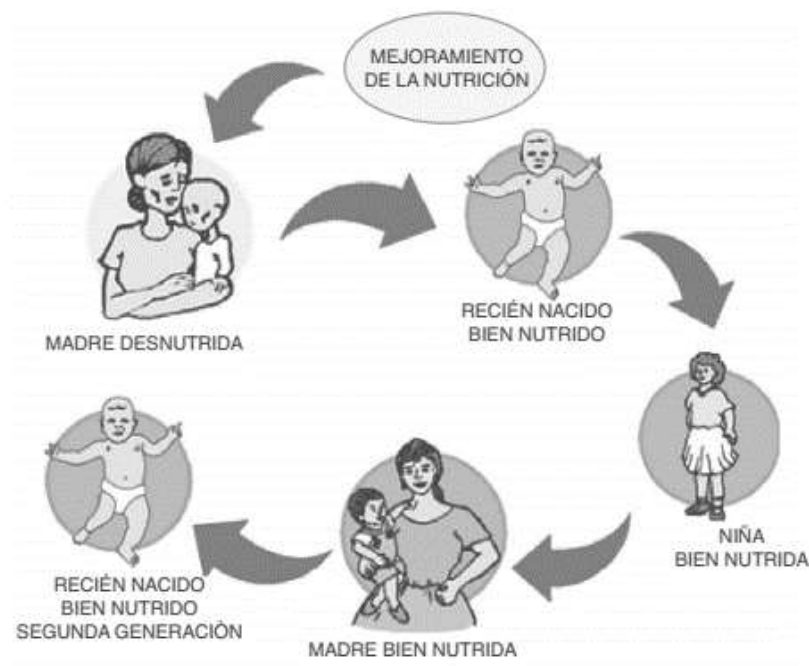 MEJORAMIENTO
DE LA NUTRICIÓN
MADRE DESNUTRIDA
RECIÉN NACIDO
BIEN NUTRIDO
NIÑA
BIEN NUTRIDA
MADRE BIEN NUTRIDA
RECIÉN NACIDO
BIEN NUTRIDO
SEGUNDA GENERACIÒN